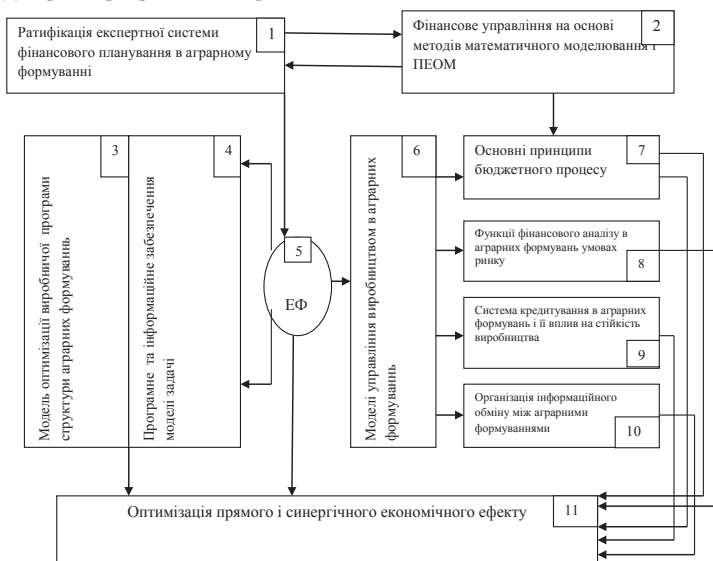 Ратифікація експертної системи
фінансового планування в аграрному
формуванні
1
Фінансове управління на основі
методів математичного моделювання і
ПЕОМ
2
Модель оптимізації виробничої програми
структури аграрних формуваннь
3
Програмне та інформаційне забезпечення
моделі задачі
4
5
ЕФ
Моделі управління виробництвом в аграрних
формуваннь
6
Основні принципи
бюджетного процесу
7
Функції фінансового аналізу в
аграрних формувань умовах
ринку
8
Система кредитування в аграрних
формувань і її вплив на стійкість
виробництва
9
Організація інформаційного
обміну між аграрними
формуваннями
10
Оптимізація прямого і синергічного економічного ефекту
11